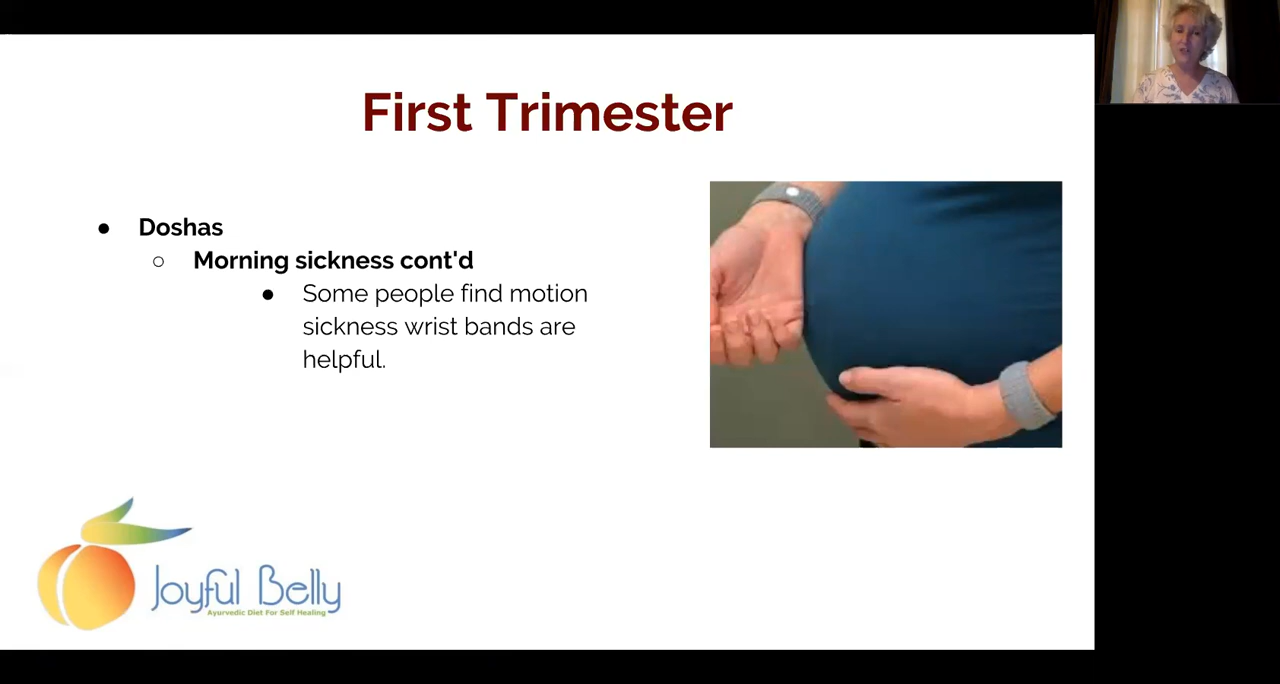 First Trimester
Doshas
Morning sickness cont'd
Some people find motion
sickness wrist bands are
helpful.
Joyful Belly
Ayurvedic Diet For Self Healing